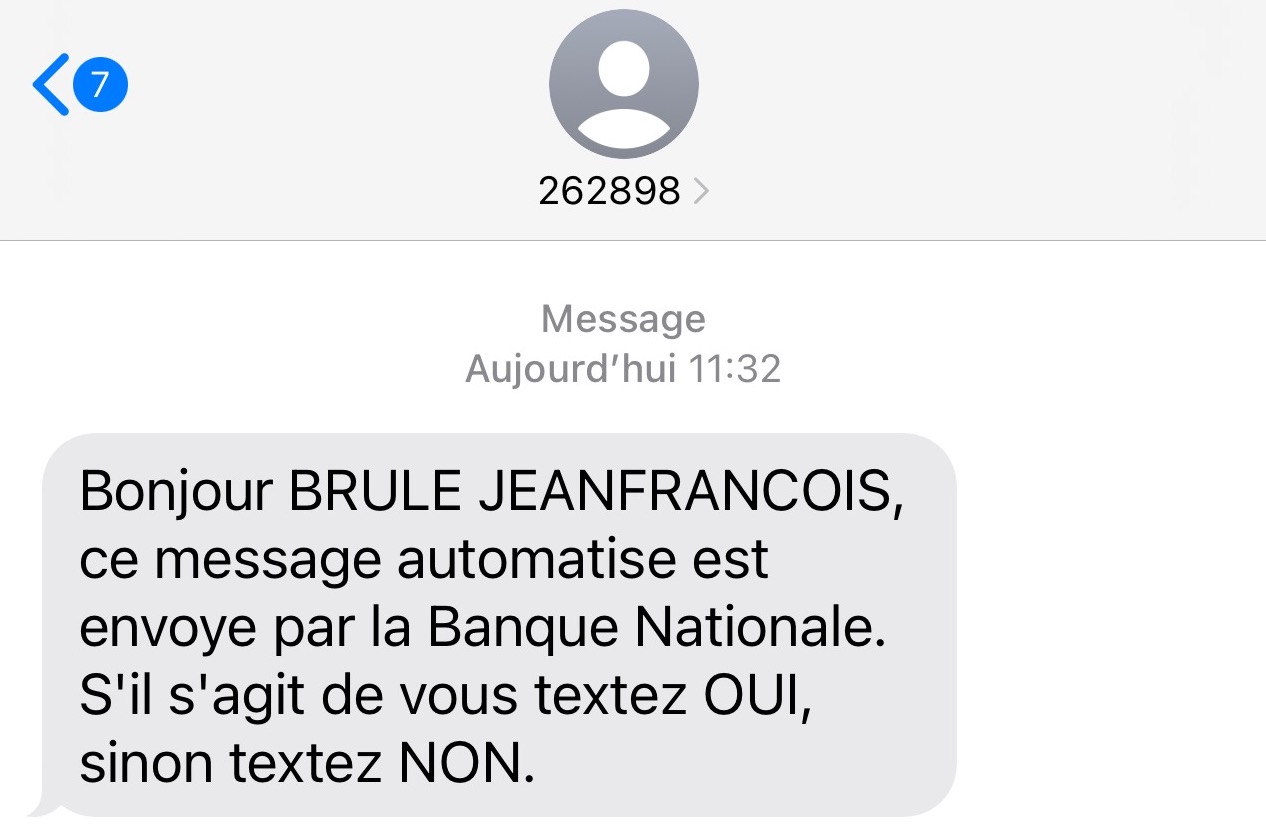 7
262898
Message
Aujourd’hui 11:32
Bonjour BRULE JEANFRANCOIS,
ce message automatise est
envoye par la Banque Nationale.
S'il s'agit de vous textez OUI,
sinon textez NON.